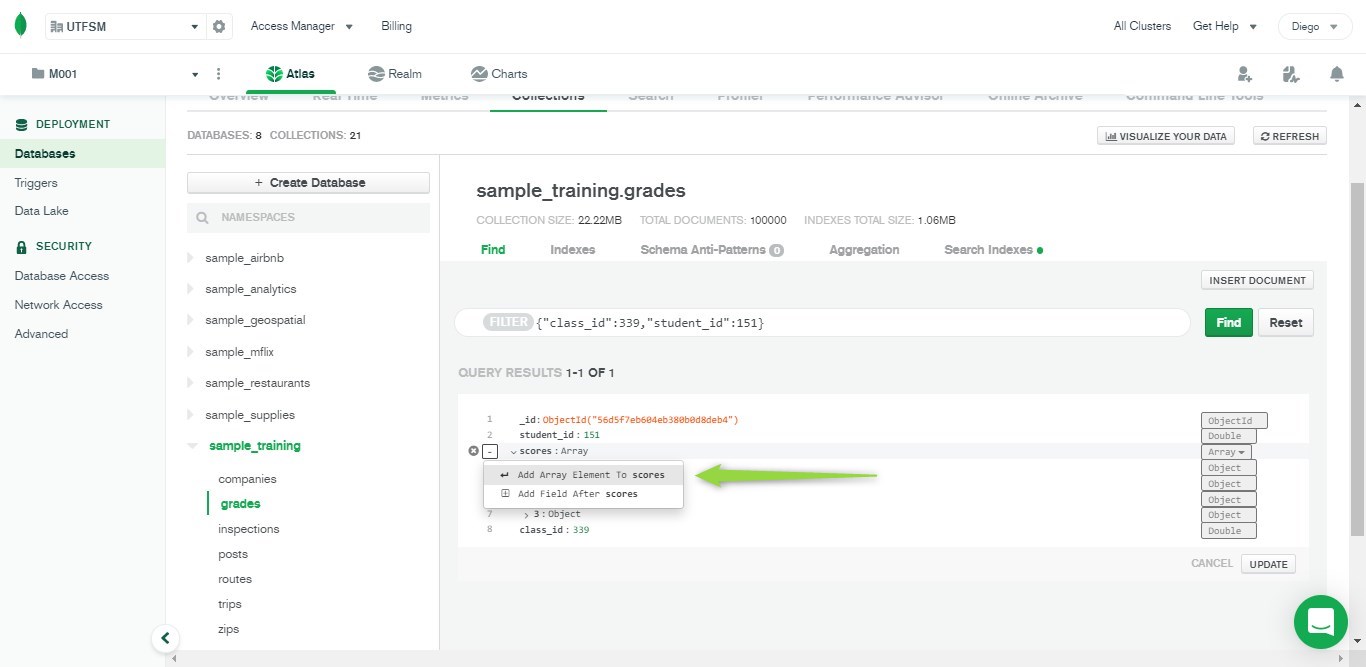 UTFSM Access Manager Billing All Clusters Get Help Diego
M001 Atlas Realm Charts
Overview Real Time Metrics Collections Search Profiler Performance Advisor Online Archive Command Line Tools
DEPLOYMENT
Databases
Triggers
Data Lake
SECURITY
Database Access
Network Access
Advanced
DATABASES: 8 COLLECTIONS: 21
VISUALIZE YOUR DATA
REFRESH
+ Create Database
NAMESPACES
sample_airbnb
sample_analytics
sample_geospatial
sample_mflix
sample_restaurants
sample_supplies
sample_training
companies
grades
inspections
posts
routes
trips
zips
sample_training.grades
COLLECTION SIZE: 22.22MB TOTAL DOCUMENTS: 100000 INDEXES TOTAL SIZE: 1.06MB
Find Indexes Schema Anti-Patterns 0 Aggregation Search Indexes
INSERT DOCUMENT
FILTER {"class_id":339,"student_id":151}
Find Reset
QUERY RESULTS 1-1 OF 1
1 _id:ObjectId("56d5f7eb604eb380b0d8deb4") ObjectId
2 student_id : 151 Double
- scores : Array Array
Add Array Element To scores Object
Object
Add Field After scores Object
7 3 : Object Object
8 class_id : 339 Double
CANCEL UPDATE